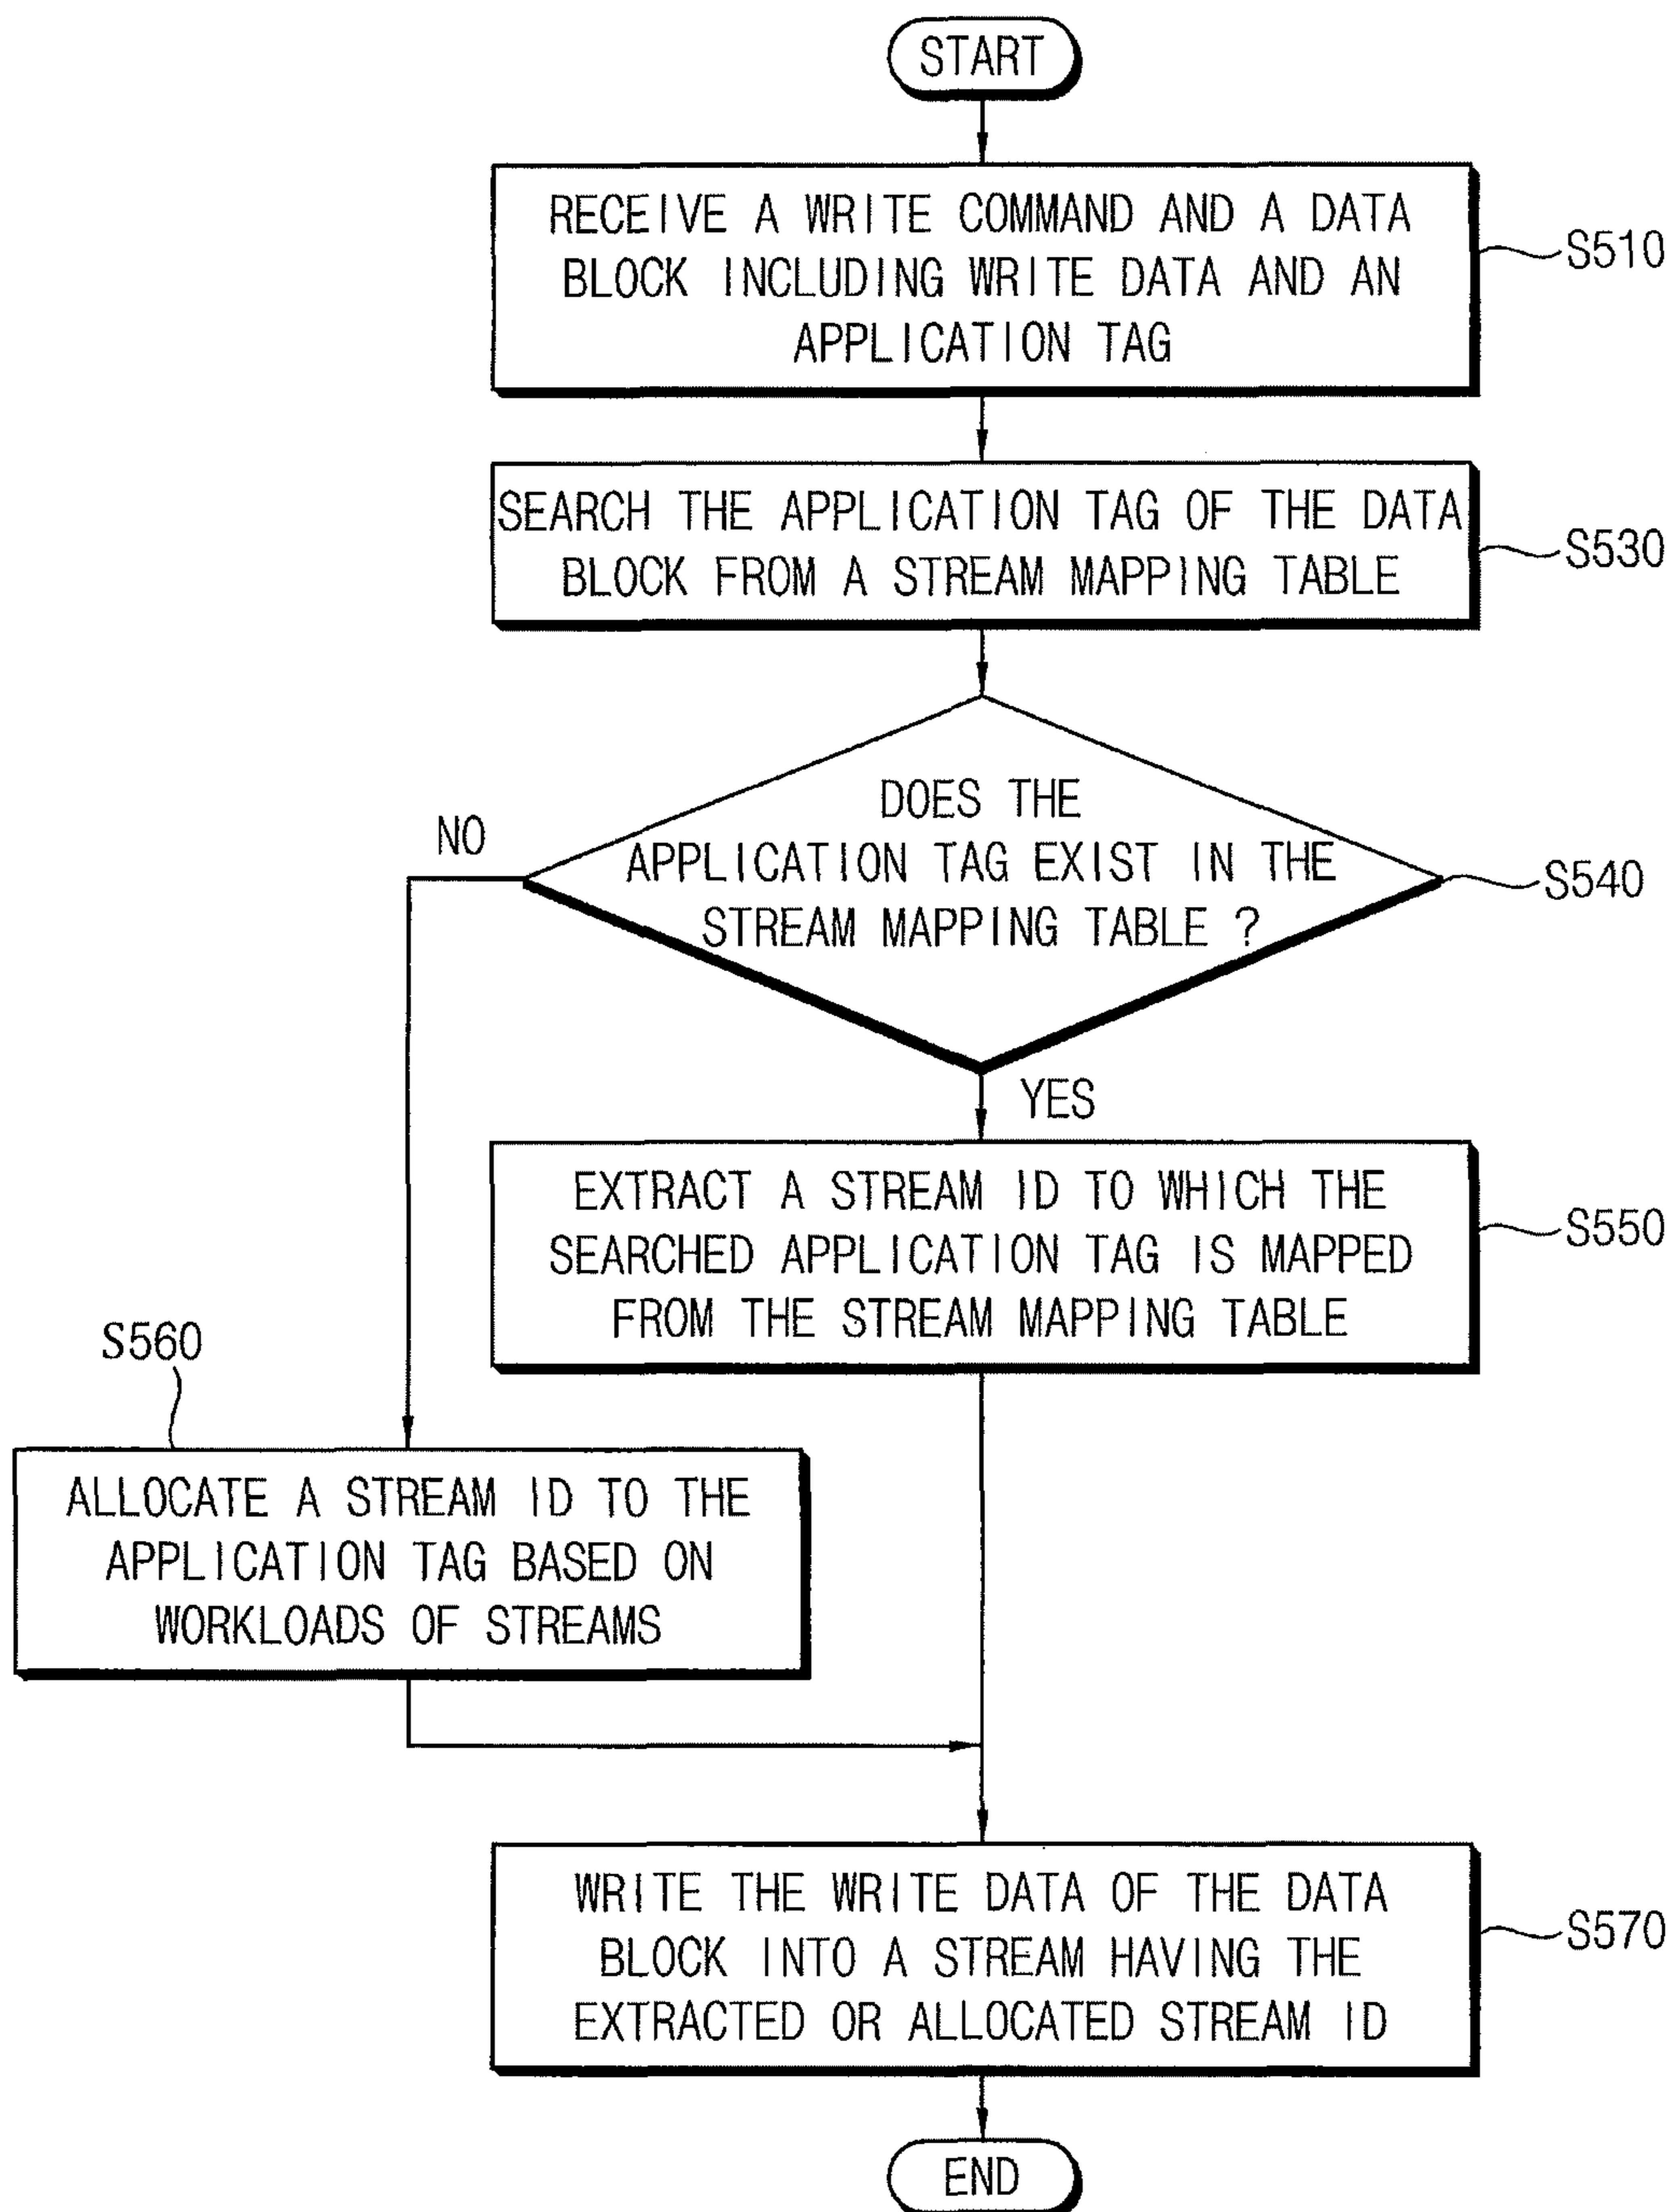 START
RECEIVE A WRITE COMMAND AND A DATA
BLOCK INCLUDING WRITE DATA AND AN
APPLICATION TAG
S510
SEARCH THE APPLICATION TAG OF THE DATA
BLOCK FROM A STREAM MAPPING TABLE
S530
DOES THE
APPLICATION TAG EXIST IN THE
STREAM MAPPING TABLE ?
S540
NO
YES
EXTRACT A STREAM ID TO WHICH THE
SEARCHED APPLICATION TAG IS MAPPED
FROM THE STREAM MAPPING TABLE
S550
S560
ALLOCATE A STREAM ID TO THE
APPLICATION TAG BASED ON
WORKLOADS OF STREAMS
WRITE THE WRITE DATA OF THE DATA
BLOCK INTO A STREAM HAVING THE
EXTRACTED OR ALLOCATED STREAM ID
S570
END